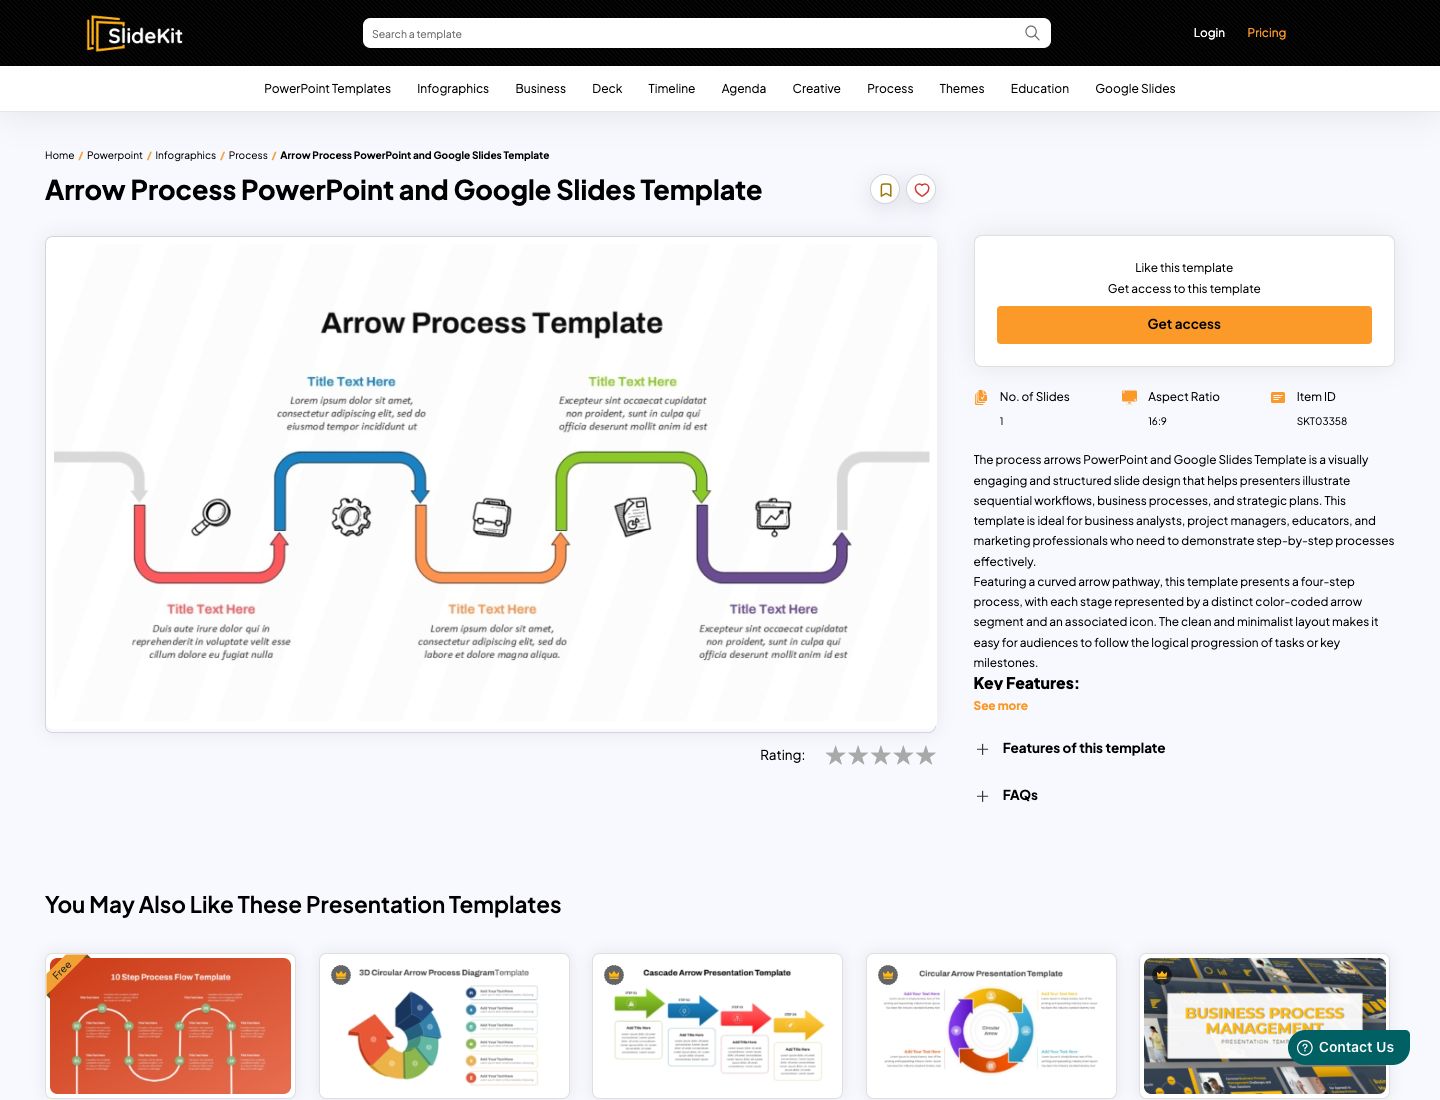 SlideKit
Search a template
Login Pricing
PowerPoint Templates Infographics Business Deck Timeline Agenda Creative Process Themes Education Google Slides
Home / Powerpoint / Infographics / Process / Arrow Process PowerPoint and Google Slides Template
Arrow Process PowerPoint and Google Slides Template
Arrow Process Template
Title Text Here
Lorem ipsum dolor sit amet,
consectetur adipiscing elit, sed do
eiusmod tempor incididunt ut
Title Text Here
Excepteur sint occaecat cupidatat
non proident, sunt in culpa qui
officia deserunt mollit anim id est
Title Text Here
Duis aute irure dolor qui in
reprehenderit in voluptate velit esse
cillum dolore eu fugiat nulla
Title Text Here
Lorem ipsum dolor sit amet,
consectetur adipiscing elit, sed do
labore et dolore magna aliqua.
Title Text Here
Excepteur sint occaecat cupidatat
non proident, sunt in culpa qui
officia deserunt mollit anim id est
Rating:
Like this template
Get access to this template
Get access
No. of Slides
1
Aspect Ratio
16:9
Item ID
SKT03358
The process arrows PowerPoint and Google Slides Template is a visually
engaging and structured slide design that helps presenters illustrate
sequential workflows, business processes, and strategic plans. This
template is ideal for business analysts, project managers, educators, and
marketing professionals who need to demonstrate step-by-step processes
effectively.
Featuring a curved arrow pathway, this template presents a four-step
process, with each stage represented by a distinct color-coded arrow
segment and an associated icon. The clean and minimalist layout makes it
easy for audiences to follow the logical progression of tasks or key
milestones.
Key Features:
See more
Features of this template
FAQs
You May Also Like These Presentation Templates
Free
10 Step Process Flow Template
3D Circular Arrow Process Diagram Template
Cascade Arrow Presentation Template
Circular Arrow Presentation Template
Circular
Arrow
BUSINESS PROCESS
MANAGEMENT
Contact Us